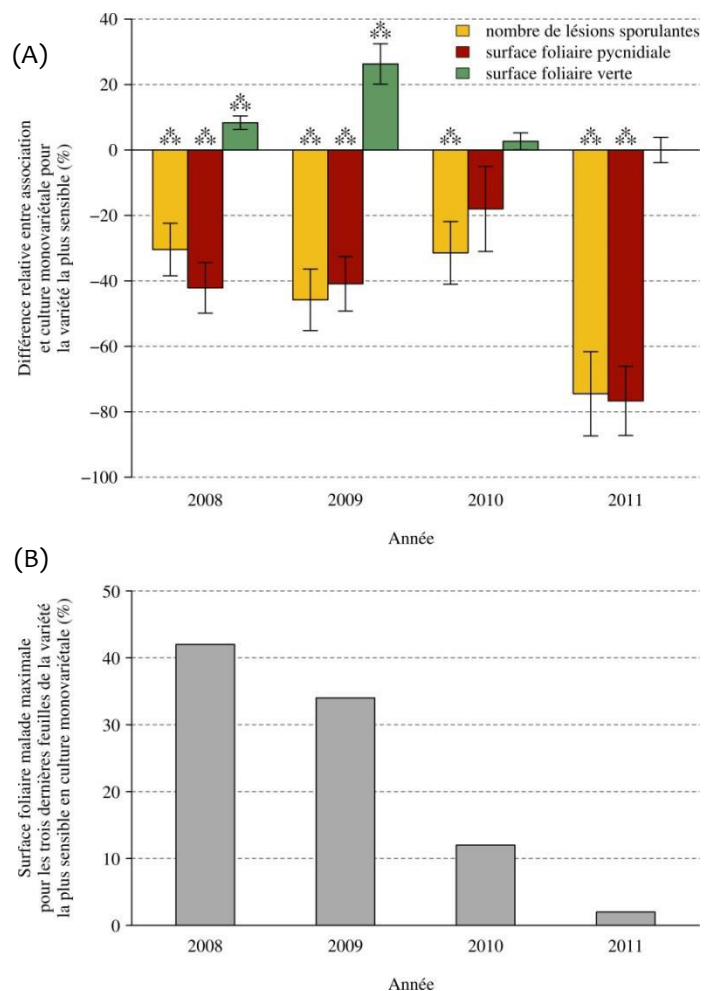 (A)
nombre de lésions sporulantes
surface foliaire pycnidiale
surface foliaire verte
Différence relative entre association
et culture monovariétale pour
la variété la plus sensible (%)
40
20
0
−20
−40
−60
−80
−100
⁂ ⁂ ⁂ ⁂ ⁂ ⁂ ⁂ ⁂ ⁂
2008 2009 2010 2011
Année
(B)
Surface foliaire malade maximale
pour les trois dernières feuilles de la variété
la plus sensible en culture monovariétale (%)
50
40
30
20
10
0
2008 2009 2010 2011
Année